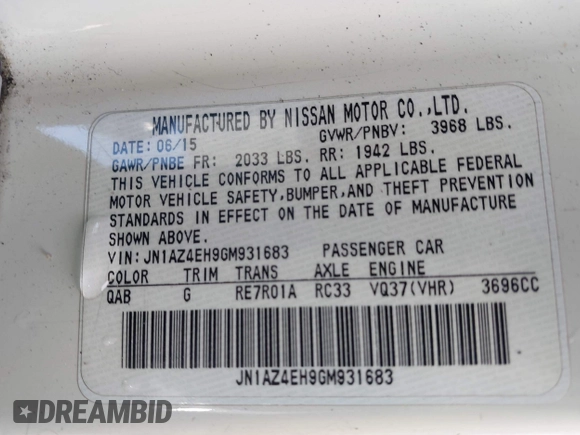 MANUFACTURED BY NISSAN MOTOR CO.,LTD.
DATE: 06/15 GVWR/PNBV: 3968 LBS.
GAWR/PNBE FR: 2033 LBS. RR: 1942 LBS.
THIS VEHICLE CONFORMS TO ALL APPLICABLE FEDERAL
MOTOR VEHICLE SAFETY,BUMPER,AND THEFT PREVENTION
STANDARDS IN EFFECT ON THE DATE OF MANUFACTURE
SHOWN ABOVE.
VIN: JN1AZ4EH9GM931683 PASSENGER CAR
COLOR TRIM TRANS AXLE ENGINE
QAB G RE7R01A RC33 VQ37(VHR) 3696CC
JN1AZ4EH9GM931683
DREAMBID